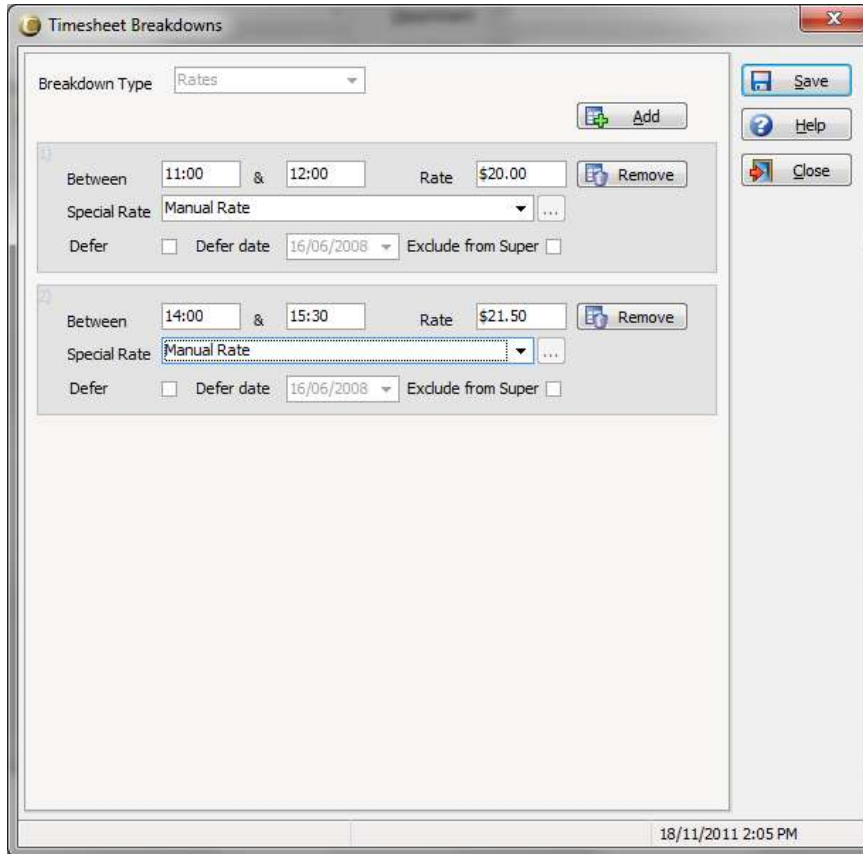 Timesheet Breakdowns
Breakdown Type Rates
Add
Save
Help
Close
1)
Between 11:00 & 12:00 Rate $20.00 Remove
Special Rate Manual Rate ...
Defer Defer date 16/06/2008 Exclude from Super
2)
Between 14:00 & 15:30 Rate $21.50 Remove
Special Rate Manual Rate ...
Defer Defer date 16/06/2008 Exclude from Super
18/11/2011 2:05 PM